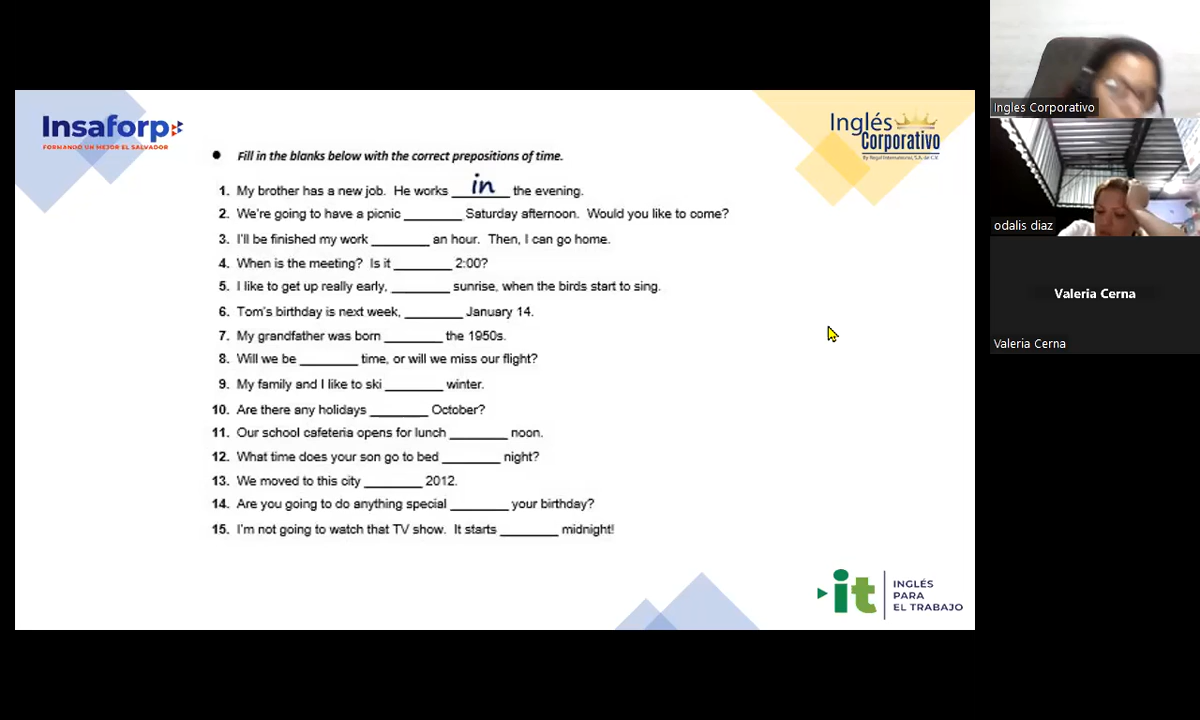 Insaforp
FORMANDO UN MEJOR EL SALVADOR
Inglés
Corporativo
By Regal International, S.A. de C.V.
● Fill in the blanks below with the correct prepositions of time.
1. My brother has a new job. He works ___in___ the evening.
2. We're going to have a picnic ________ Saturday afternoon. Would you like to come?
3. I'll be finished my work ________ an hour. Then, I can go home.
4. When is the meeting? Is it ________ 2:00?
5. I like to get up really early, ________ sunrise, when the birds start to sing.
6. Tom's birthday is next week, ________ January 14.
7. My grandfather was born ________ the 1950s.
8. Will we be ________ time, or will we miss our flight?
9. My family and I like to ski ________ winter.
10. Are there any holidays ________ October?
11. Our school cafeteria opens for lunch ________ noon.
12. What time does your son go to bed ________ night?
13. We moved to this city ________ 2012.
14. Are you going to do anything special ________ your birthday?
15. I'm not going to watch that TV show. It starts ________ midnight!
it
INGLÉS
PARA
EL TRABAJO
Ingles Corporativo
odalis diaz
Valeria Cerna
Valeria Cerna